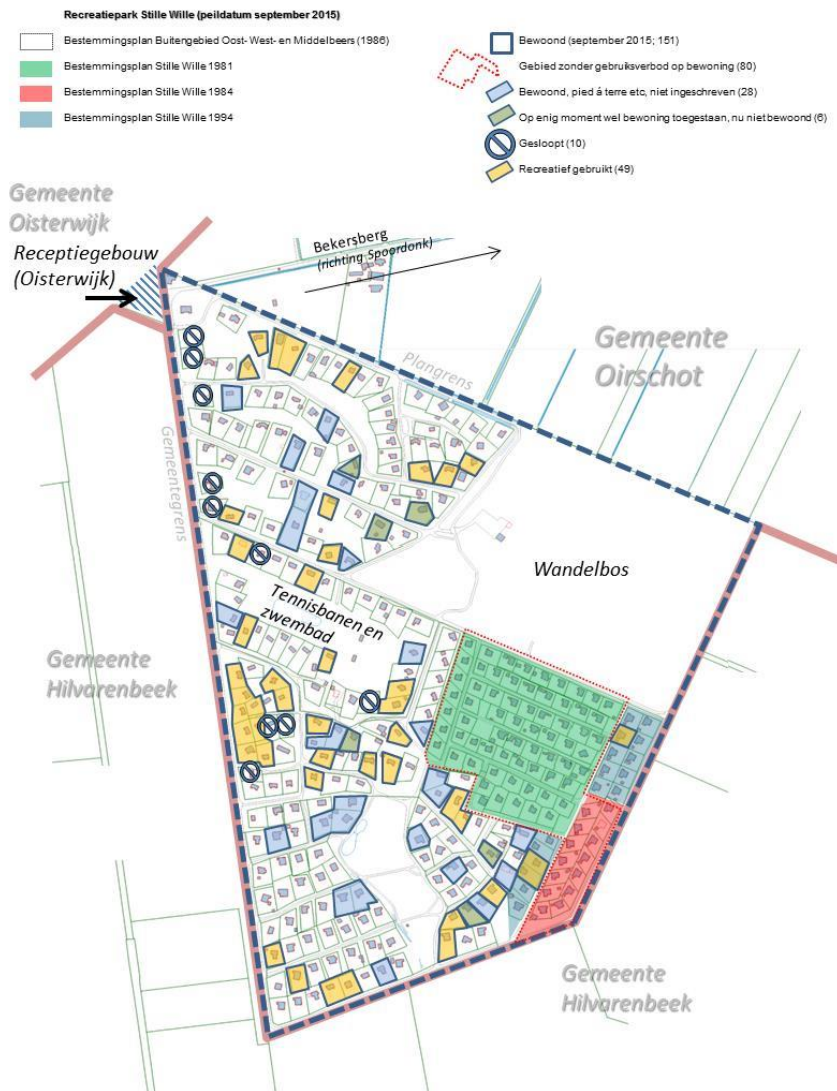 Recreatiepark Stille Wille (peildatum september 2015)
Bestemmingsplan Buitengebied Oost- West- en Middelbeers (1986)
Bestemmingsplan Stille Wille 1981
Bestemmingsplan Stille Wille 1984
Bestemmingsplan Stille Wille 1994
Bewoond (september 2015; 151)
Gebied zonder gebruiksverbod op bewoning (80)
Bewoond, pied á terre etc, niet ingeschreven (28)
Op enig moment wel bewoning toegestaan, nu niet bewoond (6)
Gesloopt (10)
Recreatief gebruikt (49)
Gemeente
Oisterwijk
Receptiegebouw
(Oisterwijk)
Bekersberg
(richting Spoordonk)
Gemeente
Oirschot
Plangrens
Gemeentegrens
Wandelbos
Tennisbanen en
zwembad
Gemeente
Hilvarenbeek
Gemeente
Hilvarenbeek